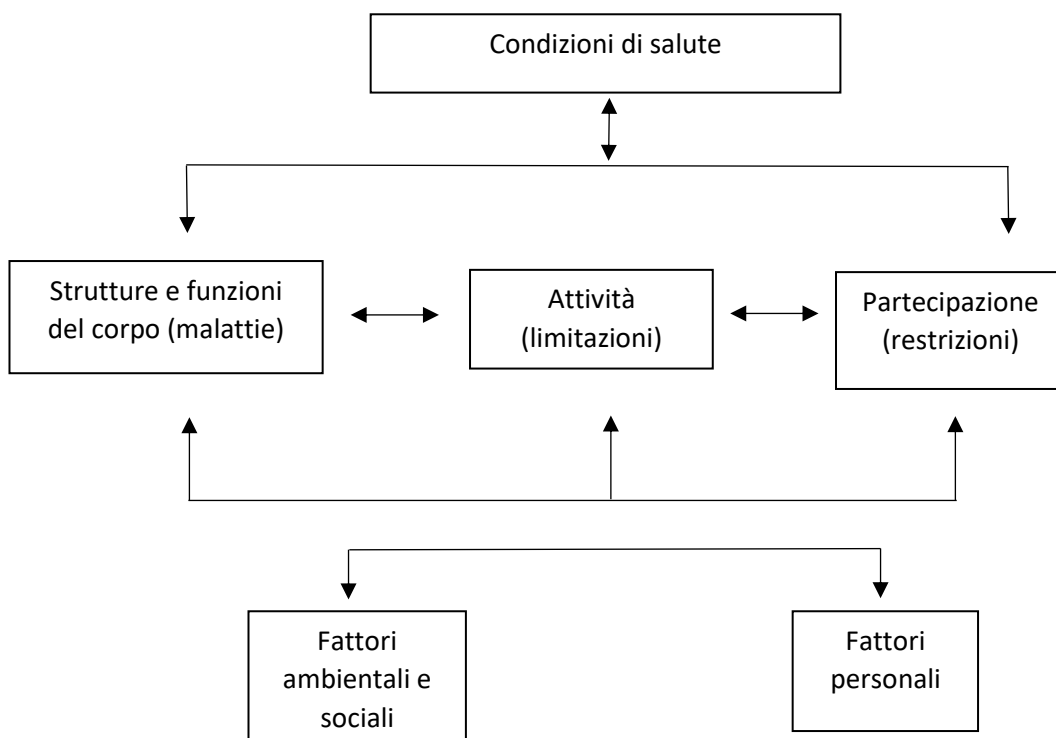 Condizioni di salute
Strutture e funzioni
del corpo (malattie)
Attività
(limitazioni)
Partecipazione
(restrizioni)
Fattori
ambientali e
sociali
Fattori
personali